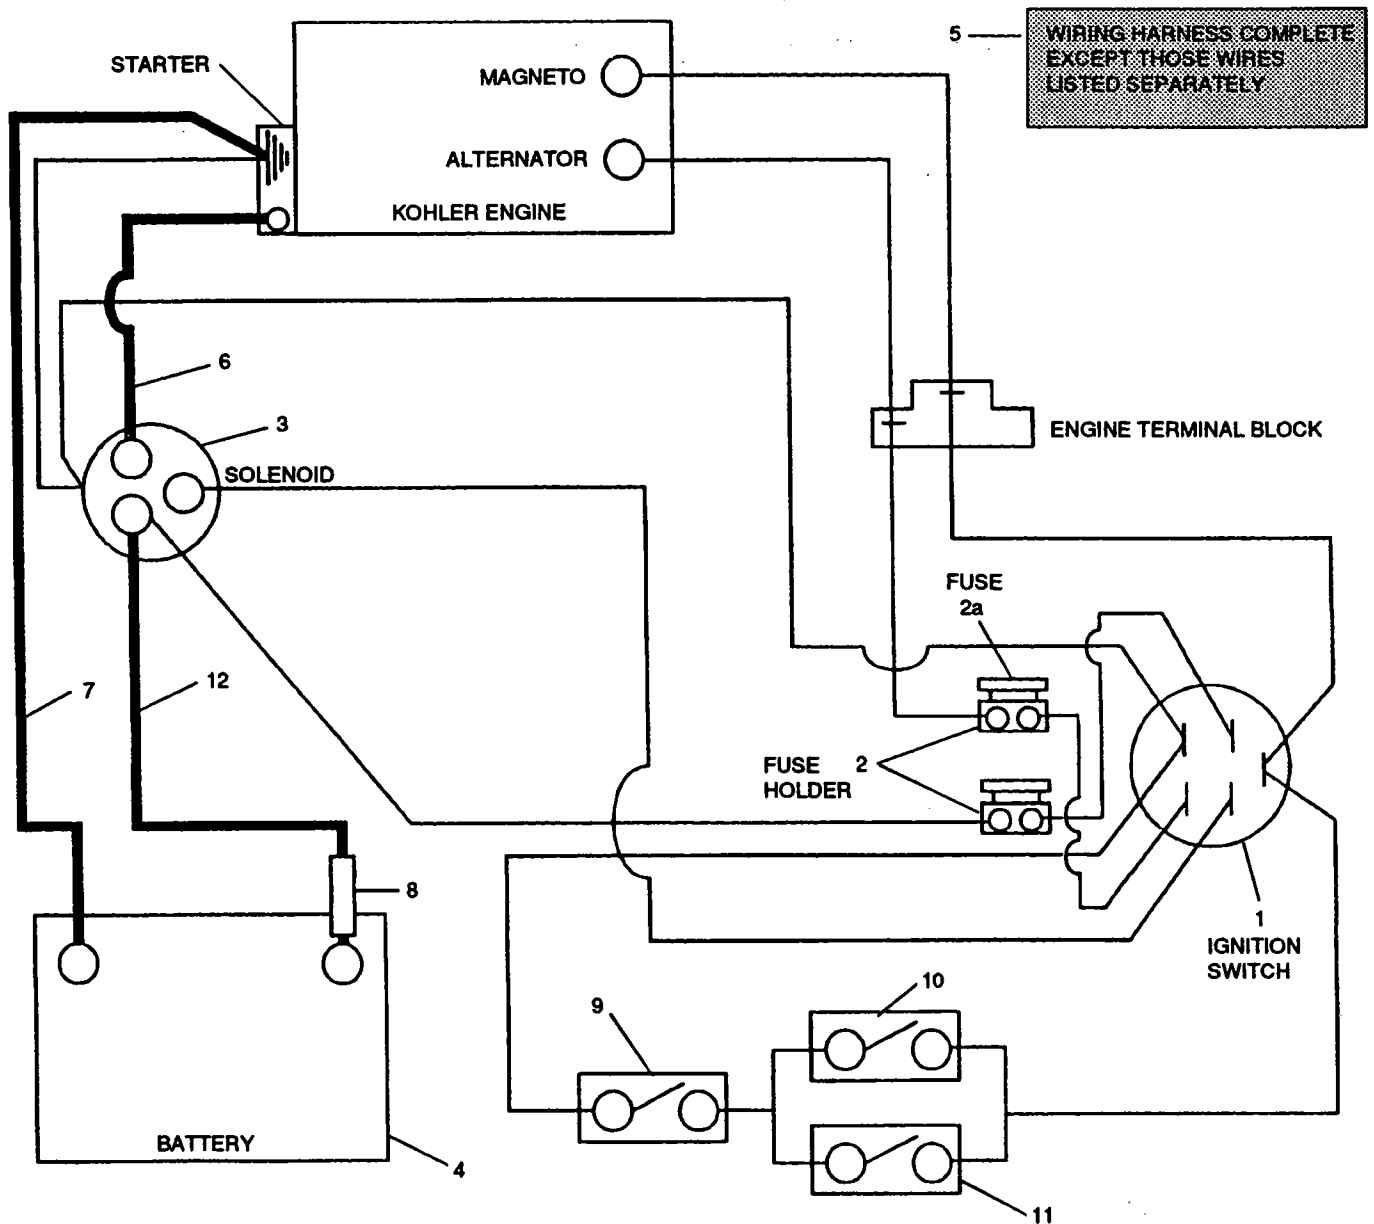 5
WIRING HARNESS COMPLETE
EXCEPT THOSE WIRES
LISTED SEPARATELY
STARTER
MAGNETO
ALTERNATOR
KOHLER ENGINE
6
3
SOLENOID
ENGINE TERMINAL BLOCK
FUSE
2a
7
12
FUSE
HOLDER
2
8
1
IGNITION
SWITCH
9
10
BATTERY
4
11